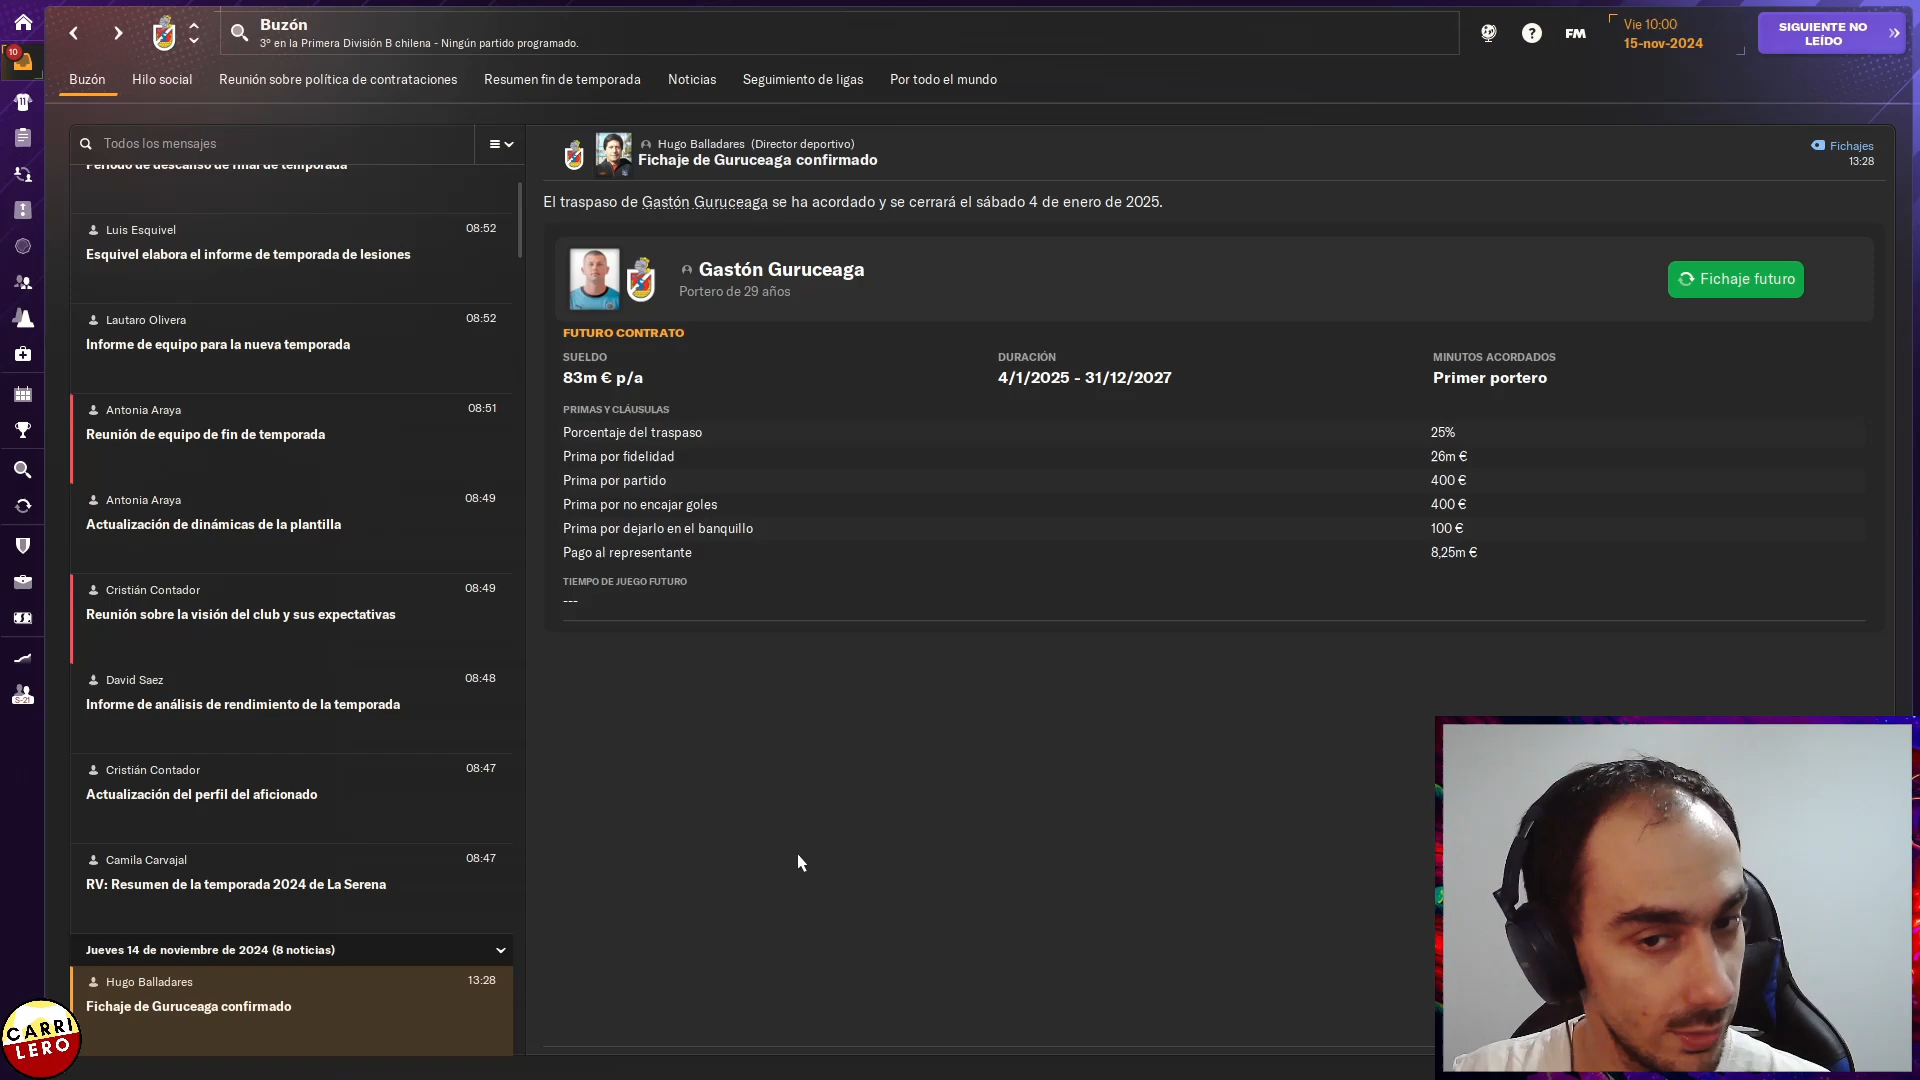 Buzón
3º en la Primera División B chilena - Ningún partido programado.
FM
Vie 10:00
15-nov-2024
SIGUIENTE NO
LEÍDO
10
Buzón
Hilo social
Reunión sobre política de contrataciones
Resumen fin de temporada
Noticias
Seguimiento de ligas
Por todo el mundo
Todos los mensajes
Periodo de descanso de final de temporada
Luis Esquivel
08:52
Esquivel elabora el informe de temporada de lesiones
Lautaro Olivera
08:52
Informe de equipo para la nueva temporada
Antonia Araya
08:51
Reunión de equipo de fin de temporada
Antonia Araya
08:49
Actualización de dinámicas de la plantilla
Cristián Contador
08:49
Reunión sobre la visión del club y sus expectativas
David Saez
08:48
Informe de análisis de rendimiento de la temporada
Cristián Contador
08:47
Actualización del perfil del aficionado
Camila Carvajal
08:47
RV: Resumen de la temporada 2024 de La Serena
Jueves 14 de noviembre de 2024 (8 noticias)
Hugo Balladares
13:28
Fichaje de Guruceaga confirmado
Hugo Balladares (Director deportivo)
Fichaje de Guruceaga confirmado
Fichajes
13:28
El traspaso de Gastón Guruceaga se ha acordado y se cerrará el sábado 4 de enero de 2025.
Gastón Guruceaga
Portero de 29 años
Fichaje futuro
FUTURO CONTRATO
SUELDO
DURACIÓN
MINUTOS ACORDADOS
83m € p/a
4/1/2025 - 31/12/2027
Primer portero
PRIMAS Y CLÁUSULAS
Porcentaje del traspaso
25%
Prima por fidelidad
26m €
Prima por partido
400 €
Prima por no encajar goles
400 €
Prima por dejarlo en el banquillo
100 €
Pago al representante
8,25m €
TIEMPO DE JUEGO FUTURO
---
11
S-21
CARRI
LERO